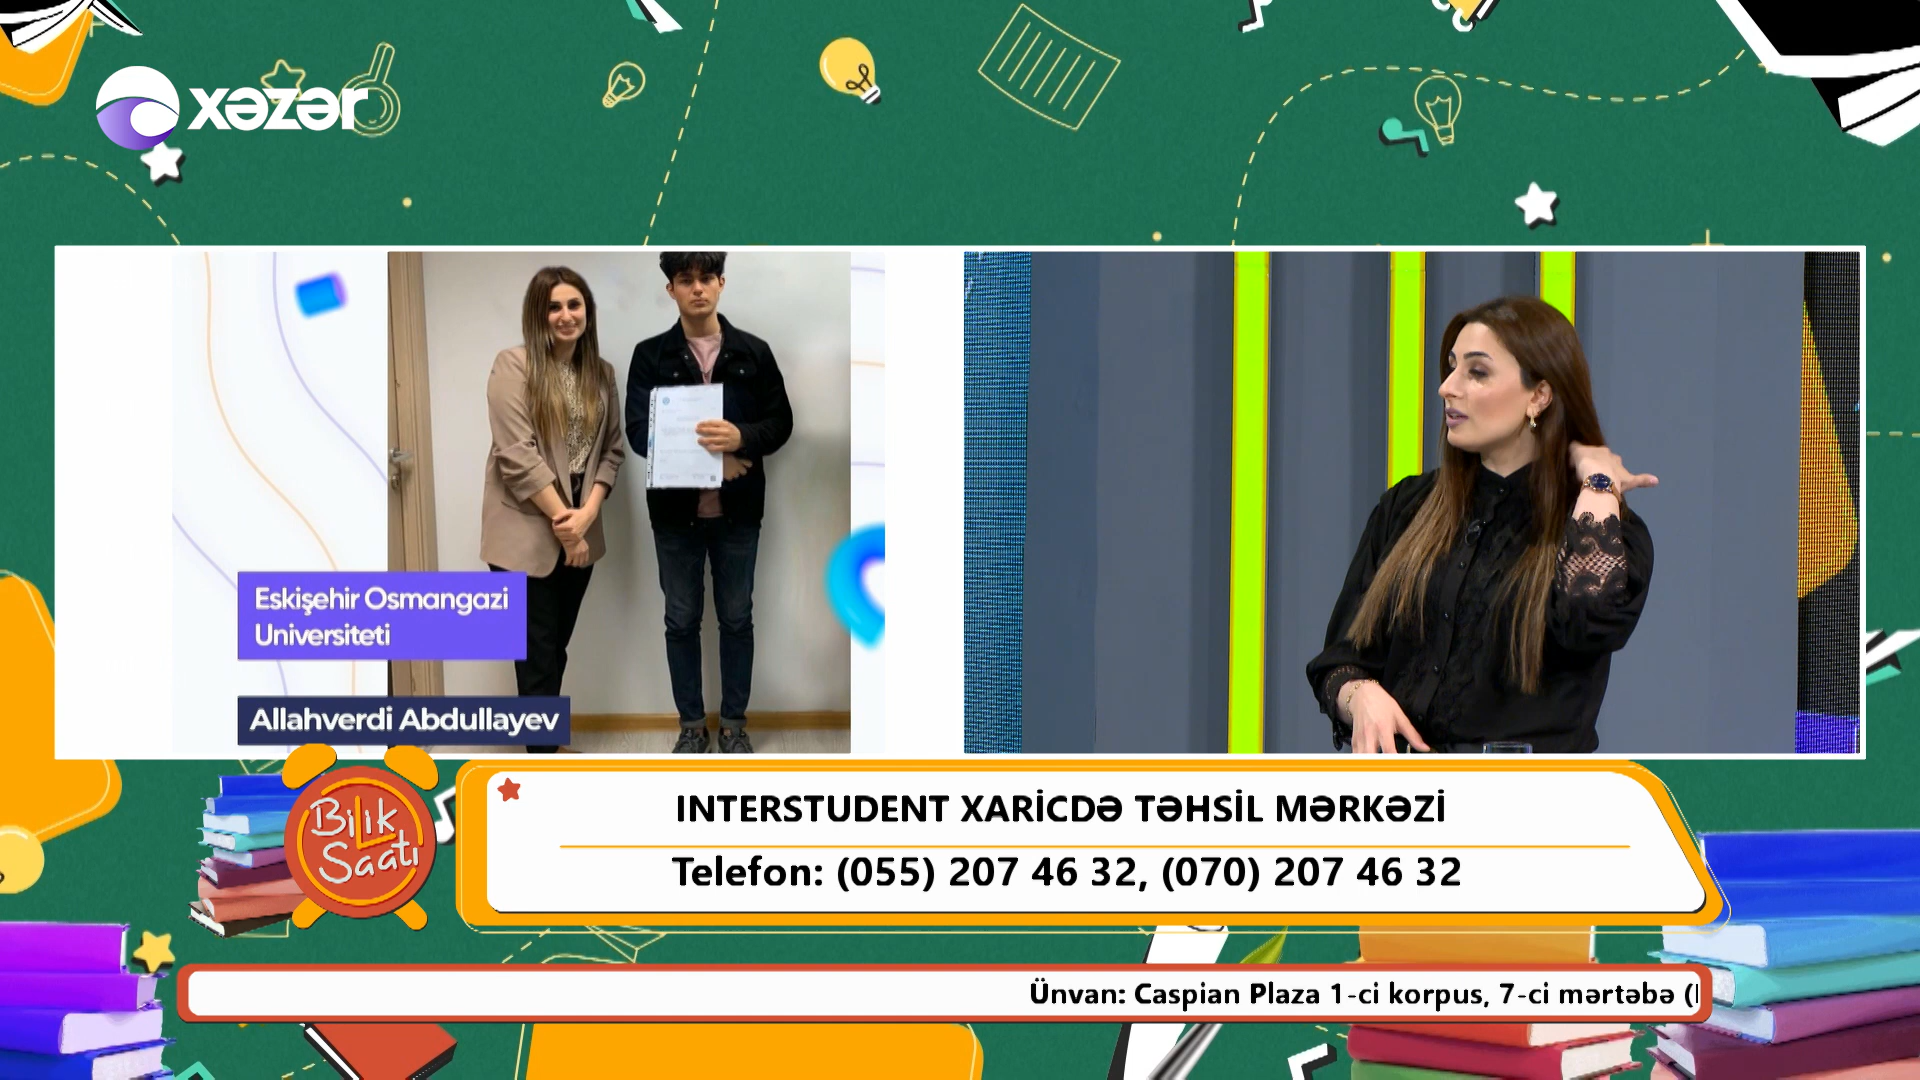 xəzər
Eskişehir Osmangazi
Universiteti
Allahverdi Abdullayev
Bilik
Saatı
INTERSTUDENT XARİCDƏ TƏHSİL MƏRKƏZİ
Telefon: (055) 207 46 32, (070) 207 46 32
Ünvan: Caspian Plaza 1-ci korpus, 7-ci mərtəbə (